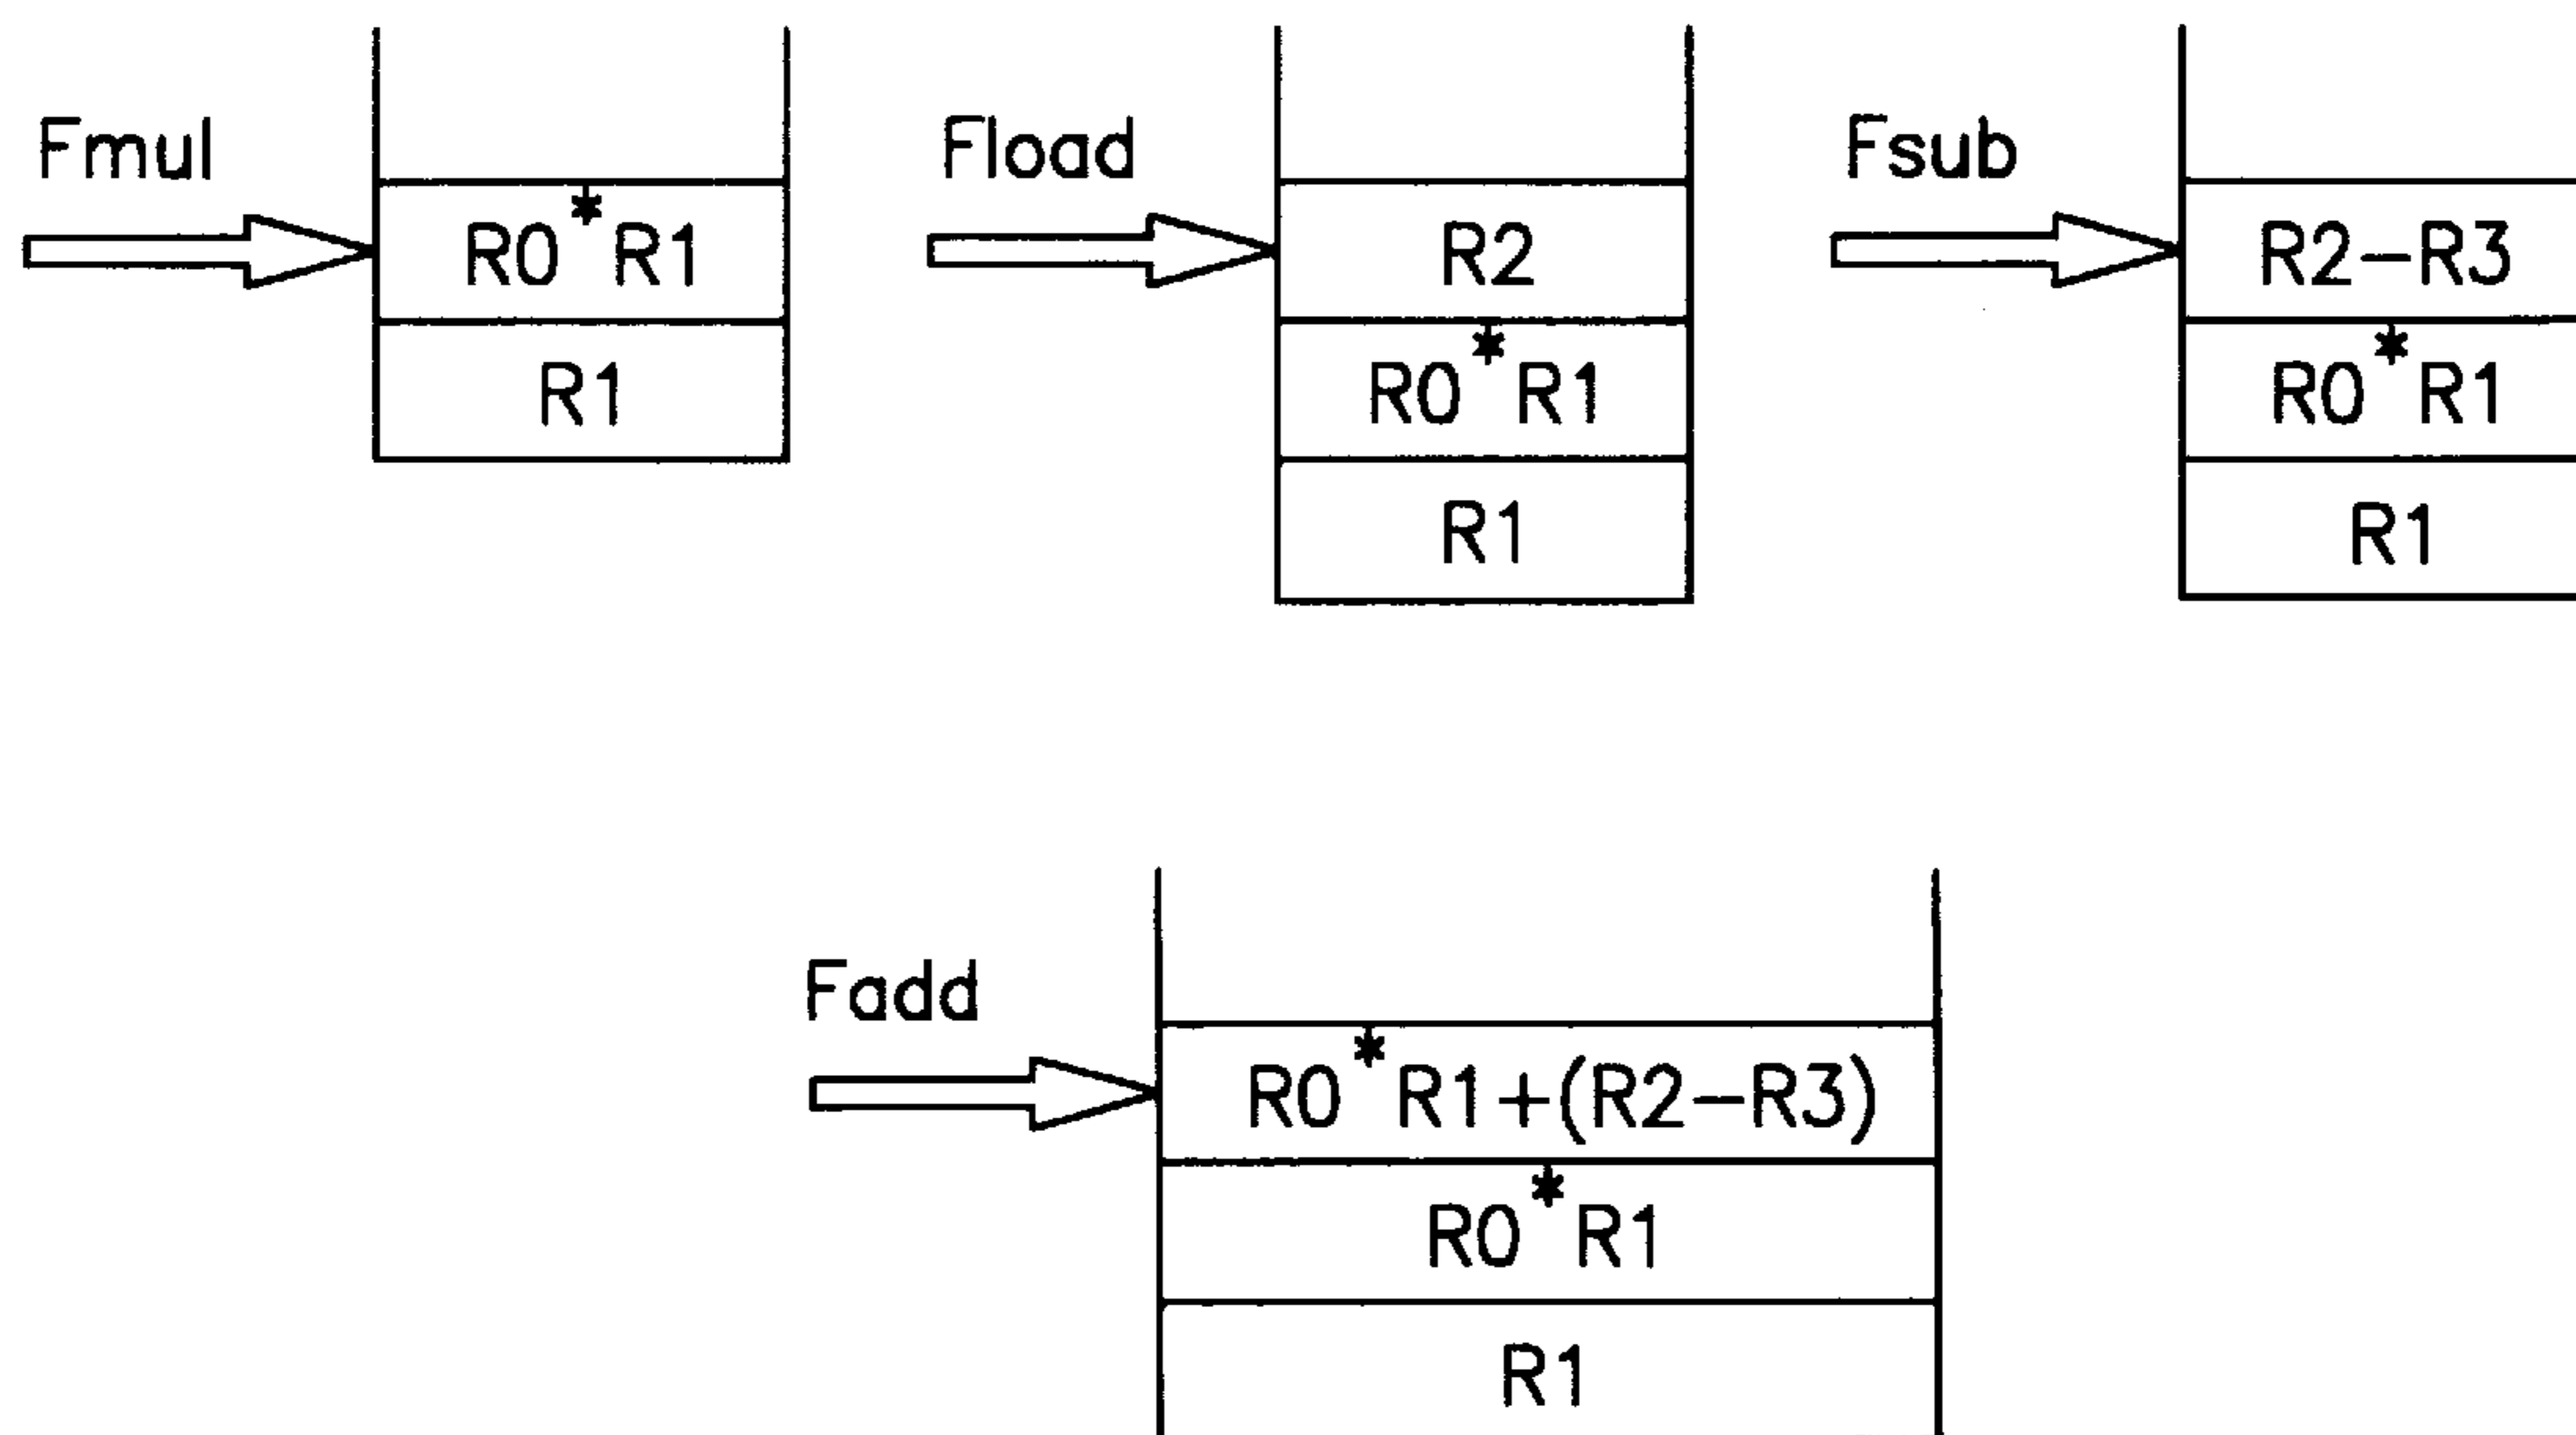 Fmul
R0*R1
R1
Fload
R2
R0*R1
R1
Fsub
R2-R3
R0*R1
R1
Fadd
R0*R1+(R2-R3)
R0*R1
R1